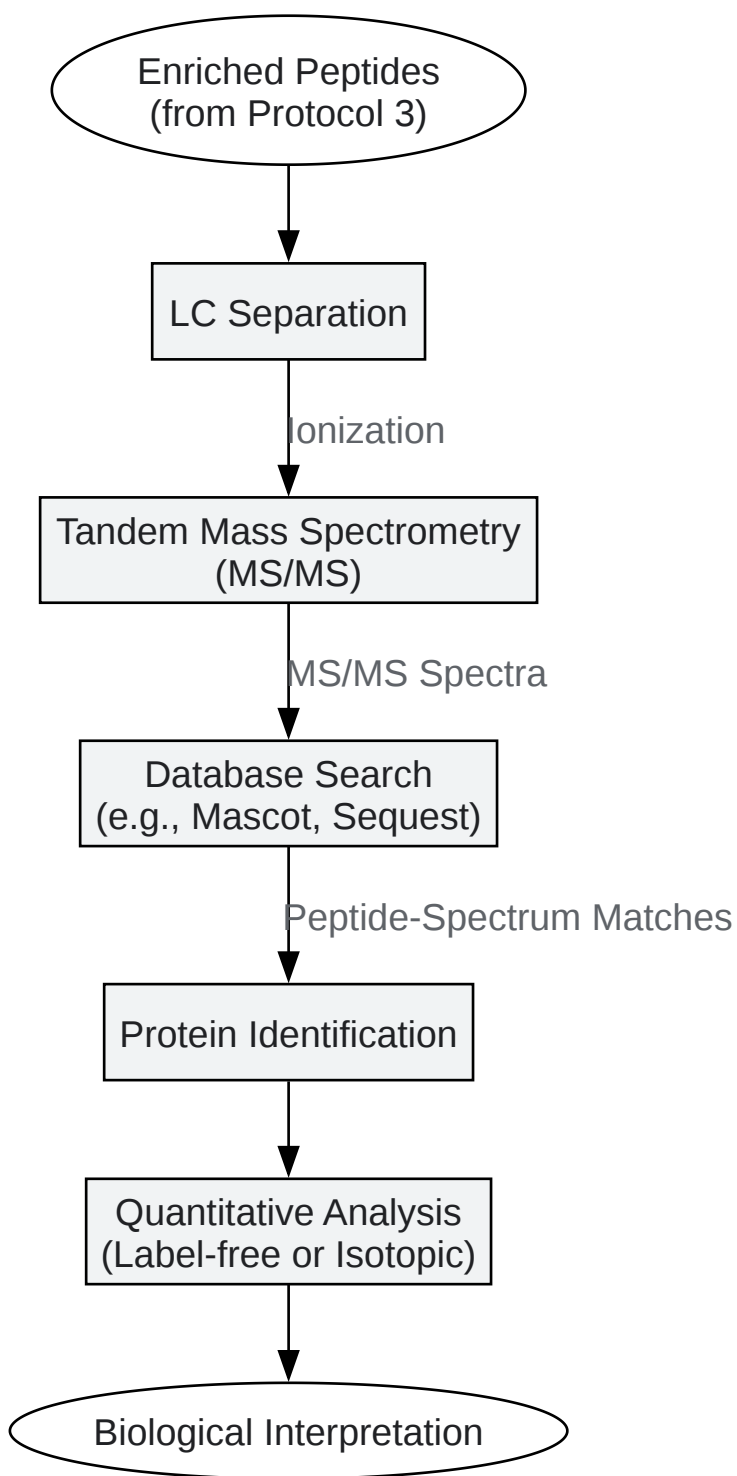 Enriched Peptides
(from Protocol 3)
LC Separation
Ionization
Tandem Mass Spectrometry
(MS/MS)
MS/MS Spectra
Database Search
(e.g., Mascot, Sequest)
Peptide-Spectrum Matches
Protein Identification
Quantitative Analysis
(Label-free or Isotopic)
Biological Interpretation